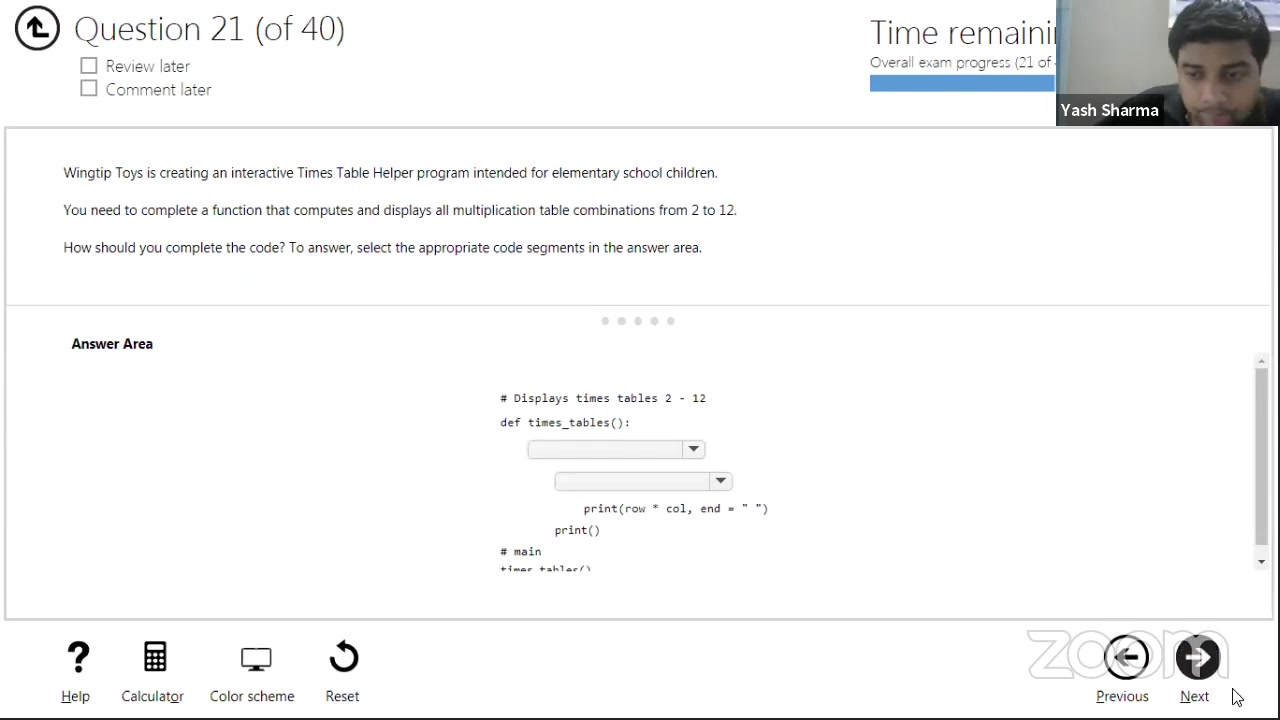 Question 21 (of 40)
Review later
Comment later
Time remaini
Overall exam progress (21 of
Yash Sharma
Wingtip Toys is creating an interactive Times Table Helper program intended for elementary school children.
You need to complete a function that computes and displays all multiplication table combinations from 2 to 12.
How should you complete the code? To answer, select the appropriate code segments in the answer area.
Answer Area
# Displays times tables 2 - 12
def times_tables():
print(row * col, end = " ")
print()
# main
times_tables()
? 
Help
Calculator
Color scheme
Reset
zoom
Previous
Next